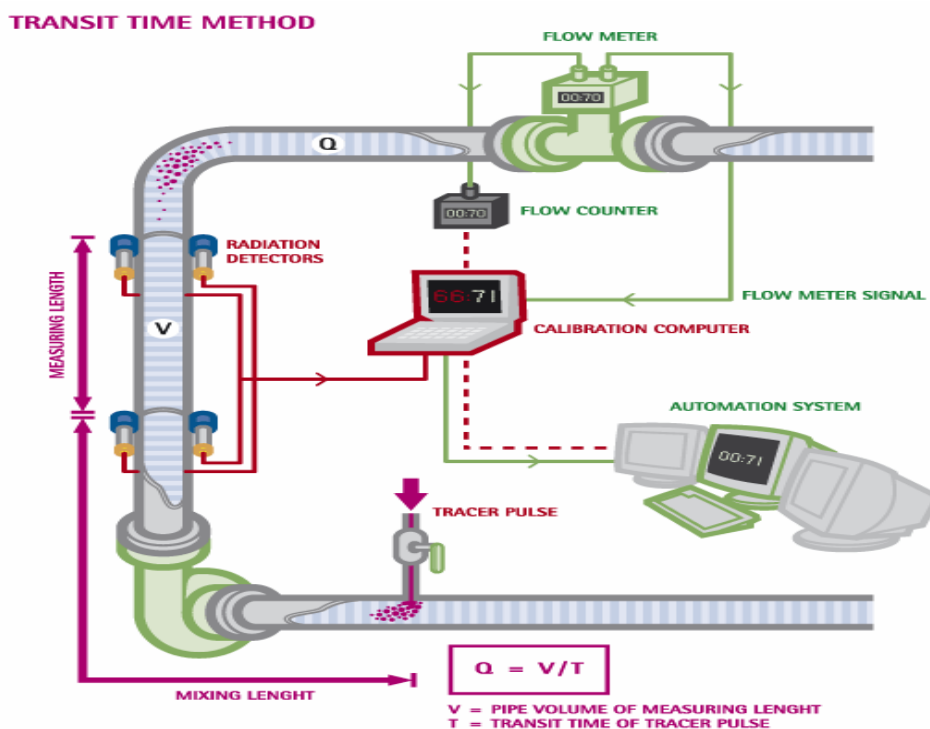 TRANSIT TIME METHOD
FLOW METER
00:70
Q
FLOW COUNTER
00:70
RADIATION
DETECTORS
MEASURING LENGTH
V
66:71
FLOW METER SIGNAL
CALIBRATION COMPUTER
AUTOMATION SYSTEM
00:71
TRACER PULSE
MIXING LENGHT
Q = V/T
V = PIPE VOLUME OF MEASURING LENGHT
T = TRANSIT TIME OF TRACER PULSE